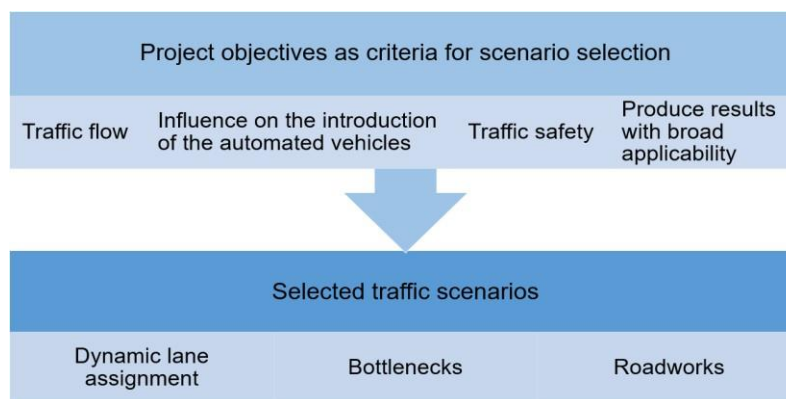 Project objectives as criteria for scenario selection
Traffic flow
Influence on the introduction
of the automated vehicles
Traffic safety
Produce results
with broad
applicability
Selected traffic scenarios
Dynamic lane
assignment
Bottlenecks
Roadworks